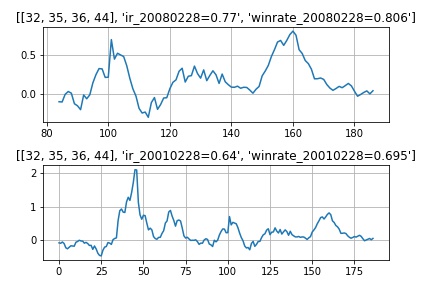 [[32, 35, 36, 44], 'ir_20080228=0.77', 'winrate_20080228=0.806']
0.5
0.0
80 100 120 140 160 180
[[32, 35, 36, 44], 'ir_20010228=0.64', 'winrate_20010228=0.695']
2
1
0
0 25 50 75 100 125 150 175